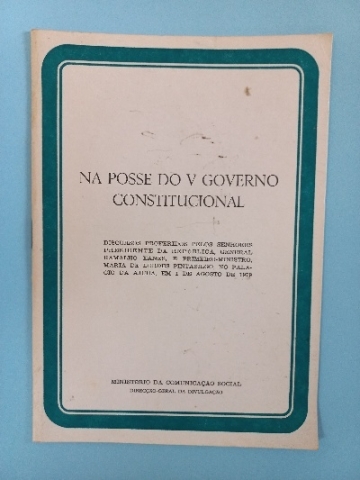 NA POSSE DO V GOVERNO
CONSTITUCIONAL
DISCURSOS PROFERIDOS PELOS SENHORES
PRESIDENTE DA REPÚBLICA, GENERAL
RAMALHO EANES, E PRIMEIRO-MINISTRO,
MARIA DE LOURDES PINTASILGO, NO PALÁ-
CIO DA AJUDA, EM 1 DE AGOSTO DE 1979
MINISTÉRIO DA COMUNICAÇÃO SOCIAL
DIRECÇÃO-GERAL DE DIVULGAÇÃO